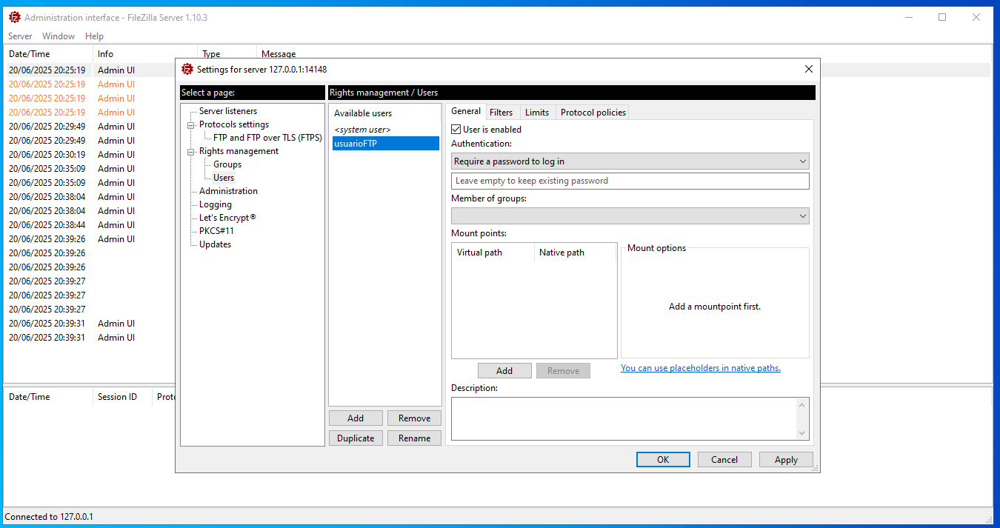 Administration interface - FileZilla Server 1.10.3
Server Window Help
Date/Time Info Type Message
20/06/2025 20:25:19 Admin UI
20/06/2025 20:25:19 Admin UI
20/06/2025 20:25:19 Admin UI
20/06/2025 20:25:19 Admin UI
20/06/2025 20:29:49 Admin UI
20/06/2025 20:29:49 Admin UI
20/06/2025 20:30:19 Admin UI
20/06/2025 20:35:09 Admin UI
20/06/2025 20:35:09 Admin UI
20/06/2025 20:38:04 Admin UI
20/06/2025 20:38:04 Admin UI
20/06/2025 20:38:44 Admin UI
20/06/2025 20:39:26 Admin UI
20/06/2025 20:39:26
20/06/2025 20:39:26
20/06/2025 20:39:27
20/06/2025 20:39:27
20/06/2025 20:39:27
20/06/2025 20:39:31 Admin UI
20/06/2025 20:39:31 Admin UI
Date/Time Session ID Proto
Connected to 127.0.0.1
Settings for server 127.0.0.1:14148
Select a page:
Server listeners
Protocols settings
FTP and FTP over TLS (FTPS)
Rights management
Groups
Users
Administration
Logging
Let's Encrypt®
PKCS#11
Updates
Rights management / Users
Available users
<system user>
usuarioFTP
Add Remove
Duplicate Rename
General Filters Limits Protocol policies
User is enabled
Authentication:
Require a password to log in
Leave empty to keep existing password
Member of groups:
Mount points:
Virtual path Native path
Mount options
Add a mountpoint first.
Add Remove
You can use placeholders in native paths.
Description:
OK Cancel Apply